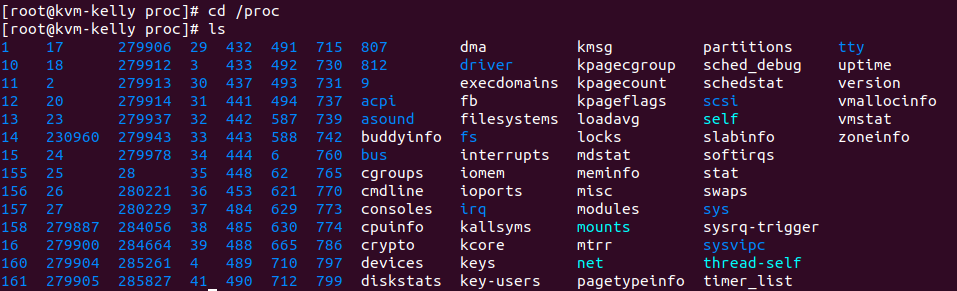 [root@kvm-kelly proc]# cd /proc
[root@kvm-kelly proc]# ls
1 17 279906 29 432 491 715 807 dma kmsg partitions tty
10 18 279912 3 433 492 730 812 driver kpagecgroup sched_debug uptime
11 2 279913 30 437 493 731 9 execdomains kpagecount schedstat version
12 20 279914 31 441 494 737 acpi fb kpageflags scsi vmallocinfo
13 23 279937 32 442 587 739 asound filesystems loadavg self vmstat
14 230960 279943 33 443 588 742 buddyinfo fs locks slabinfo zoneinfo
15 24 279978 34 444 6 760 bus interrupts mdstat softirqs
155 25 28 35 448 62 765 cgroups iomem meminfo stat
156 26 280221 36 453 621 770 cmdline ioports misc swaps
157 27 280229 37 484 629 773 consoles irq modules sys
158 279887 284056 38 485 630 774 cpuinfo kallsyms mounts sysrq-trigger
16 279900 284664 39 488 665 786 crypto kcore mtrr sysvipc
160 279904 285261 4 489 710 797 devices keys net thread-self
161 279905 285827 41 490 712 799 diskstats key-users pagetypeinfo timer_list